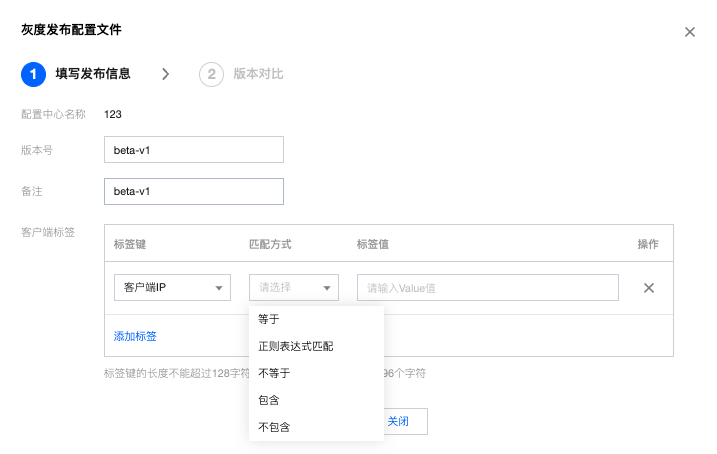 灰度发布配置文件
1 填写发布信息 2 版本对比
配置中心名称 123
版本号 beta-v1
备注 beta-v1
客户端标签
标签键 匹配方式 标签值 操作
客户端IP 请选择 请输入Value值
等于
添加标签
正则表达式匹配
不等于
标签键的长度不能超过128字符 96个字符
包含
不包含
关闭